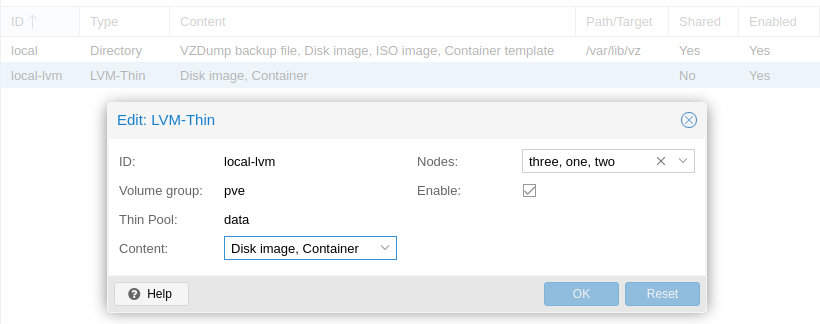 ID Type Content Path/Target Shared Enabled
local Directory VZDump backup file, Disk image, ISO image, Container template /var/lib/vz Yes Yes
local-lvm LVM-Thin Disk image, Container No Yes
Edit: LVM-Thin
ID: local-lvm Nodes: three, one, two
Volume group: pve Enable:
Thin Pool: data
Content: Disk image, Container
Help OK Reset